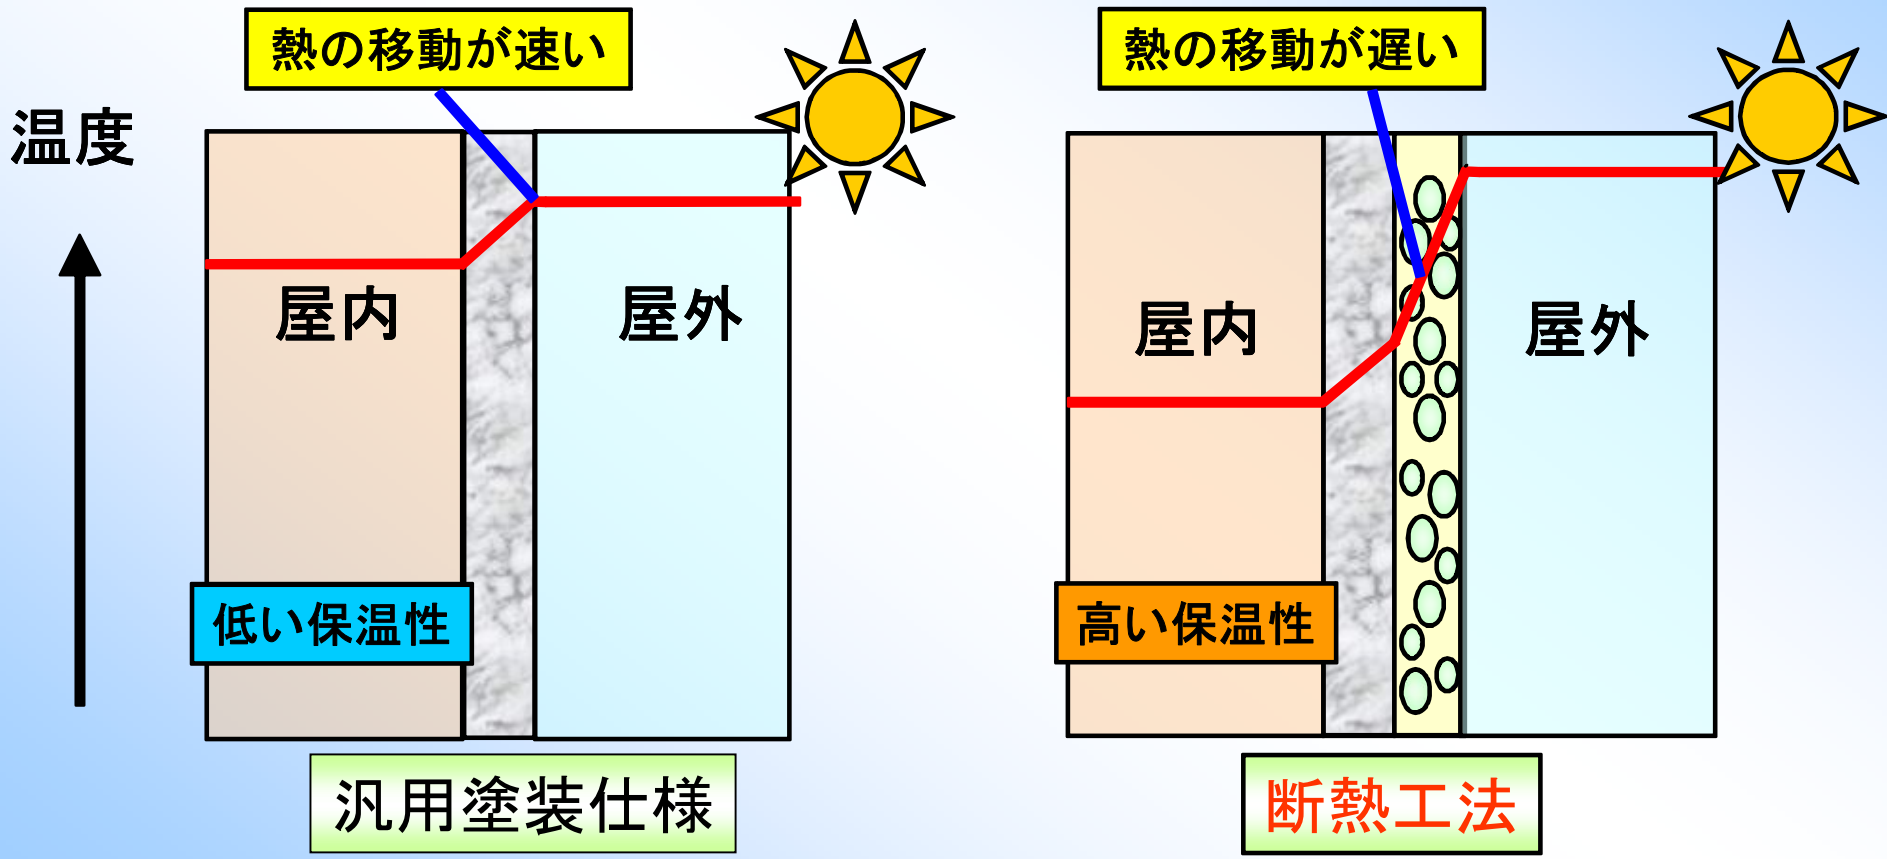 熱の移動が速い
熱の移動が遅い
温度
屋内
屋外
屋内
屋外
低い保温性
高い保温性
汎用塗装仕様
断熱工法